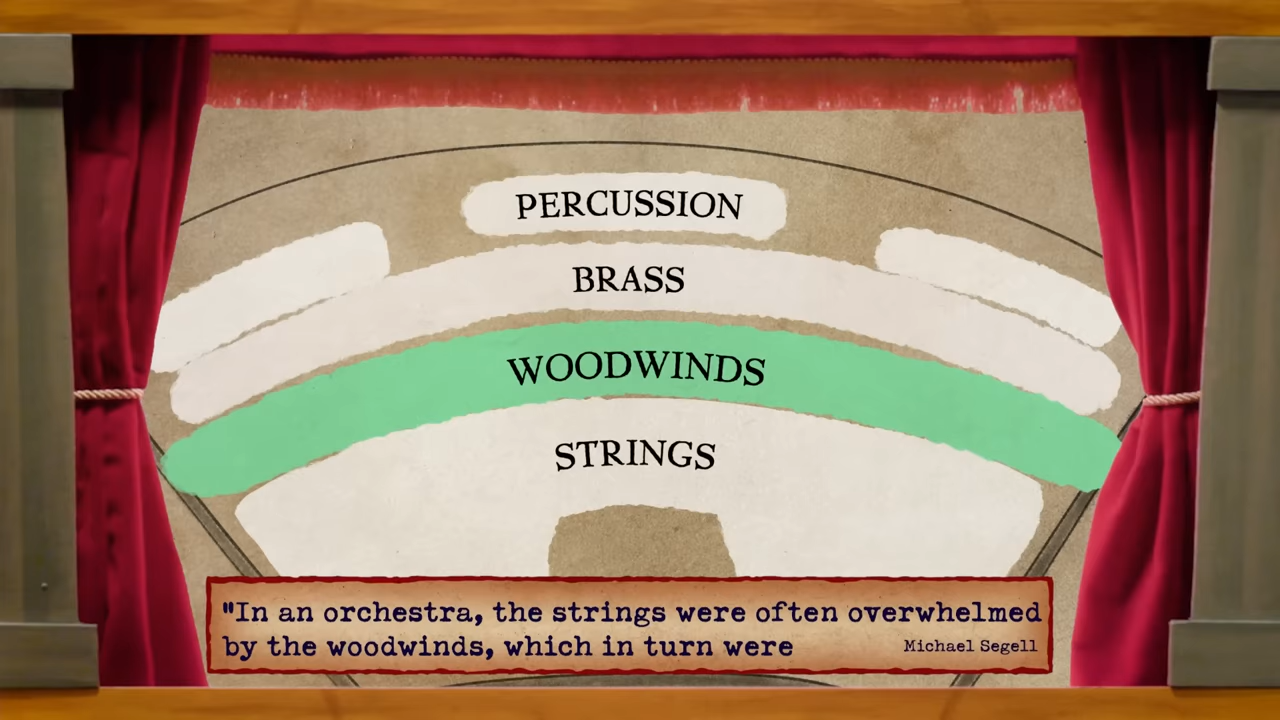 PERCUSSION
BRASS
WOODWINDS
STRINGS
"In an orchestra, the strings were often overwhelmed
by the woodwinds, which in turn were
Michael Segell